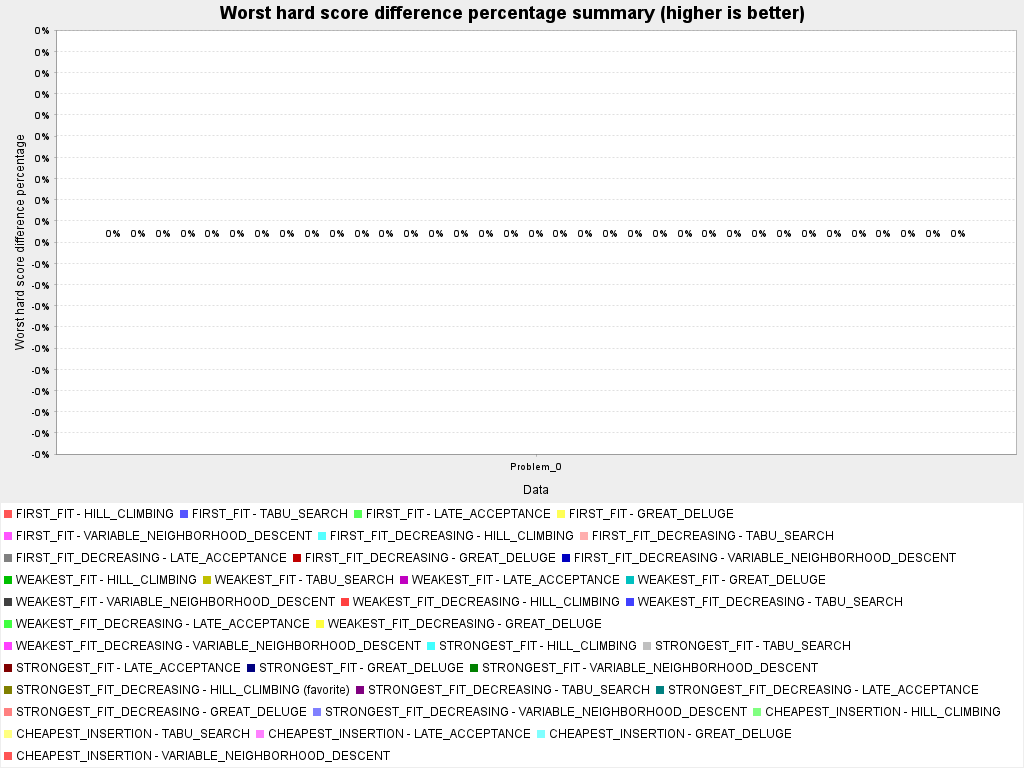 Worst hard score difference percentage summary (higher is better)
0%
0%
0%
0%
0%
0%
0%
0%
0%
0%
0%
-0%
-0%
-0%
-0%
-0%
-0%
-0%
-0%
-0%
-0%
Worst hard score difference percentage
0% 0% 0% 0% 0% 0% 0% 0% 0% 0% 0% 0% 0% 0% 0% 0% 0% 0% 0% 0% 0% 0% 0% 0% 0% 0% 0% 0% 0% 0% 0% 0% 0% 0% 0%
Problem_0
Data
FIRST_FIT - HILL_CLIMBING FIRST_FIT - TABU_SEARCH FIRST_FIT - LATE_ACCEPTANCE FIRST_FIT - GREAT_DELUGE
FIRST_FIT - VARIABLE_NEIGHBORHOOD_DESCENT FIRST_FIT_DECREASING - HILL_CLIMBING FIRST_FIT_DECREASING - TABU_SEARCH
FIRST_FIT_DECREASING - LATE_ACCEPTANCE FIRST_FIT_DECREASING - GREAT_DELUGE FIRST_FIT_DECREASING - VARIABLE_NEIGHBORHOOD_DESCENT
WEAKEST_FIT - HILL_CLIMBING WEAKEST_FIT - TABU_SEARCH WEAKEST_FIT - LATE_ACCEPTANCE WEAKEST_FIT - GREAT_DELUGE
WEAKEST_FIT - VARIABLE_NEIGHBORHOOD_DESCENT WEAKEST_FIT_DECREASING - HILL_CLIMBING WEAKEST_FIT_DECREASING - TABU_SEARCH
WEAKEST_FIT_DECREASING - LATE_ACCEPTANCE WEAKEST_FIT_DECREASING - GREAT_DELUGE
WEAKEST_FIT_DECREASING - VARIABLE_NEIGHBORHOOD_DESCENT STRONGEST_FIT - HILL_CLIMBING STRONGEST_FIT - TABU_SEARCH
STRONGEST_FIT - LATE_ACCEPTANCE STRONGEST_FIT - GREAT_DELUGE STRONGEST_FIT - VARIABLE_NEIGHBORHOOD_DESCENT
STRONGEST_FIT_DECREASING - HILL_CLIMBING (favorite) STRONGEST_FIT_DECREASING - TABU_SEARCH STRONGEST_FIT_DECREASING - LATE_ACCEPTANCE
STRONGEST_FIT_DECREASING - GREAT_DELUGE STRONGEST_FIT_DECREASING - VARIABLE_NEIGHBORHOOD_DESCENT CHEAPEST_INSERTION - HILL_CLIMBING
CHEAPEST_INSERTION - TABU_SEARCH CHEAPEST_INSERTION - LATE_ACCEPTANCE CHEAPEST_INSERTION - GREAT_DELUGE
CHEAPEST_INSERTION - VARIABLE_NEIGHBORHOOD_DESCENT